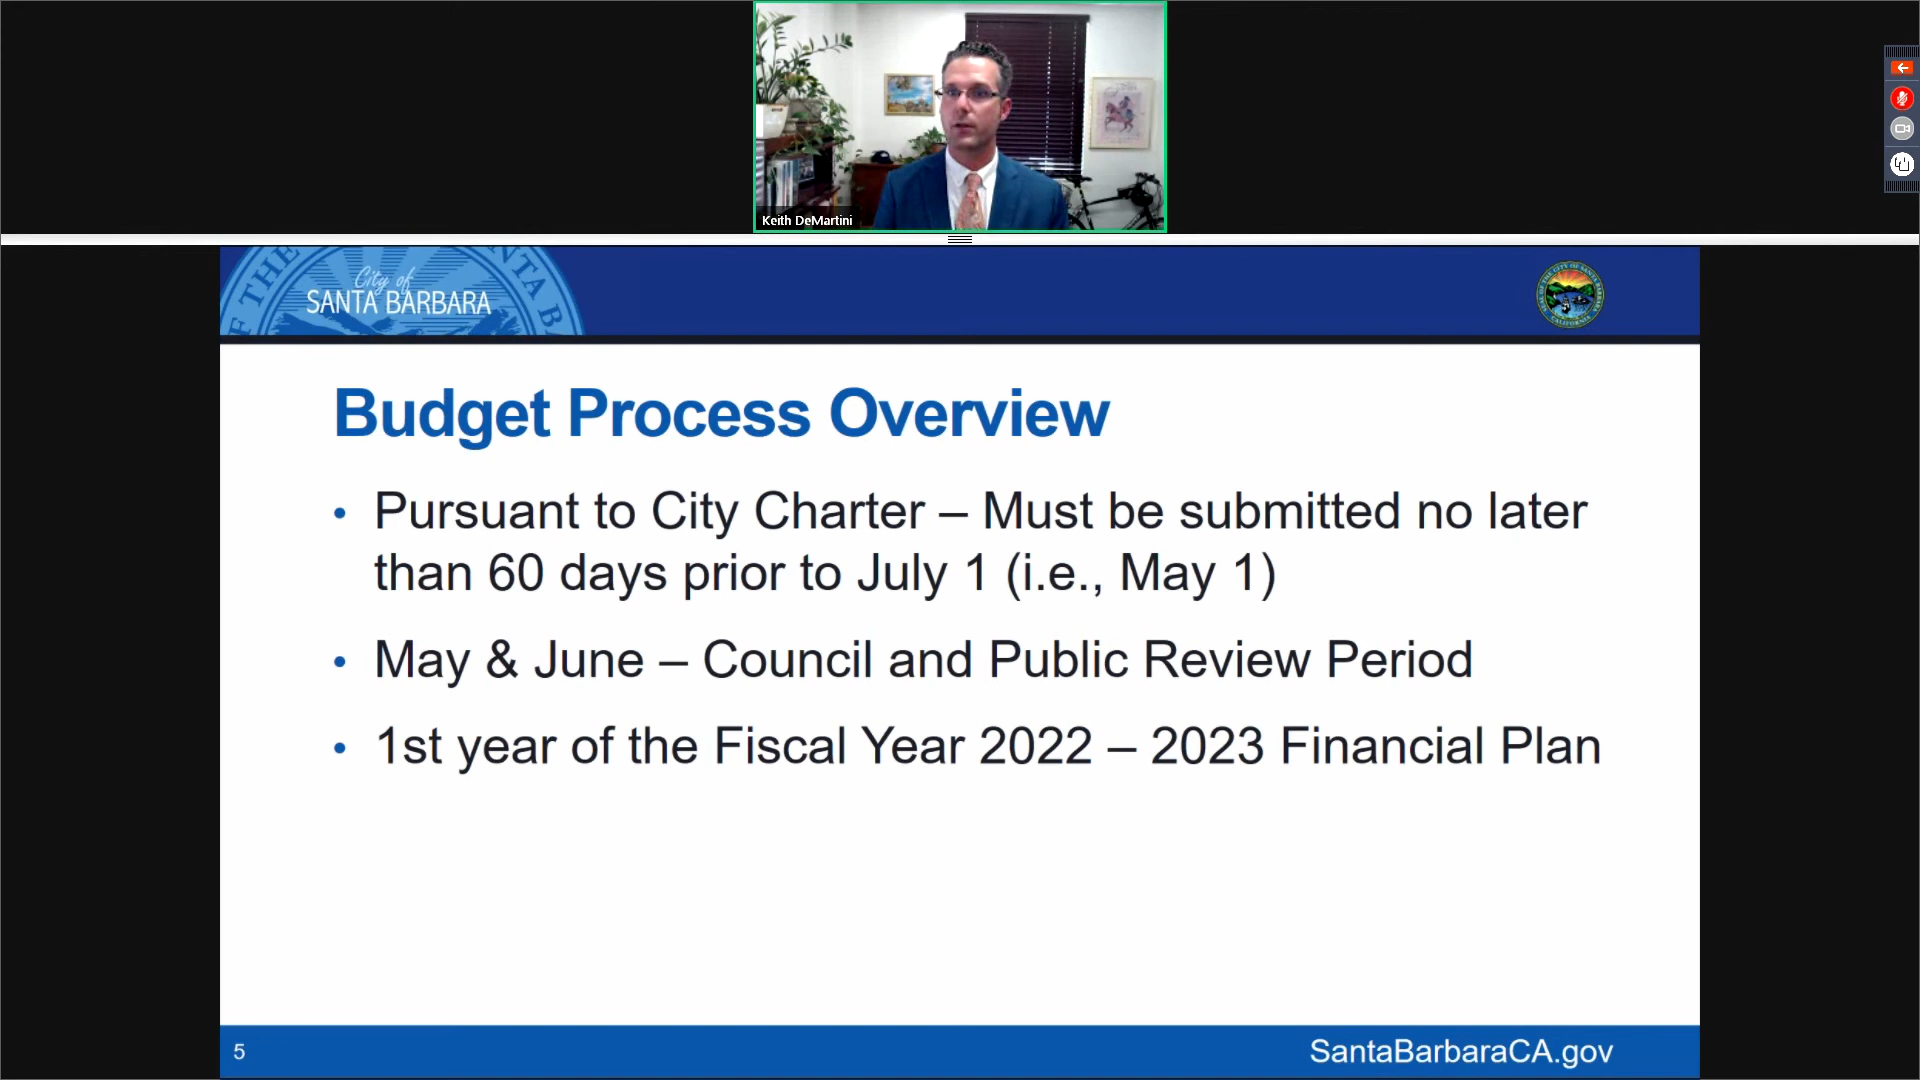 Keith DeMartini
City of
SANTA BARBARA
Budget Process Overview
• Pursuant to City Charter – Must be submitted no later
than 60 days prior to July 1 (i.e., May 1)
• May & June – Council and Public Review Period
• 1st year of the Fiscal Year 2022 – 2023 Financial Plan
5
SantaBarbaraCA.gov